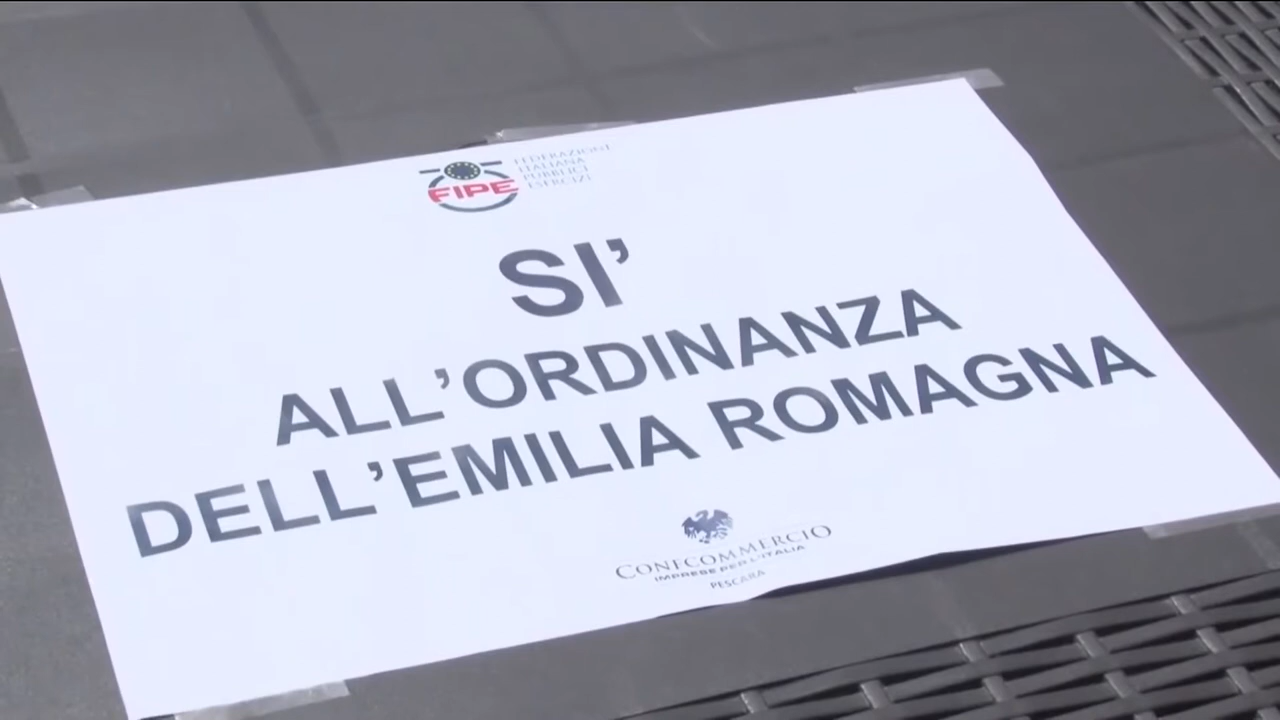 FIPE
FEDERAZIONE
ITALIANA
PUBBLICI
ESERCIZI
SI’
ALL’ORDINANZA
DELL’EMILIA ROMAGNA
CONFCOMMERCIO
IMPRESE PER L’ITALIA
PESCARA